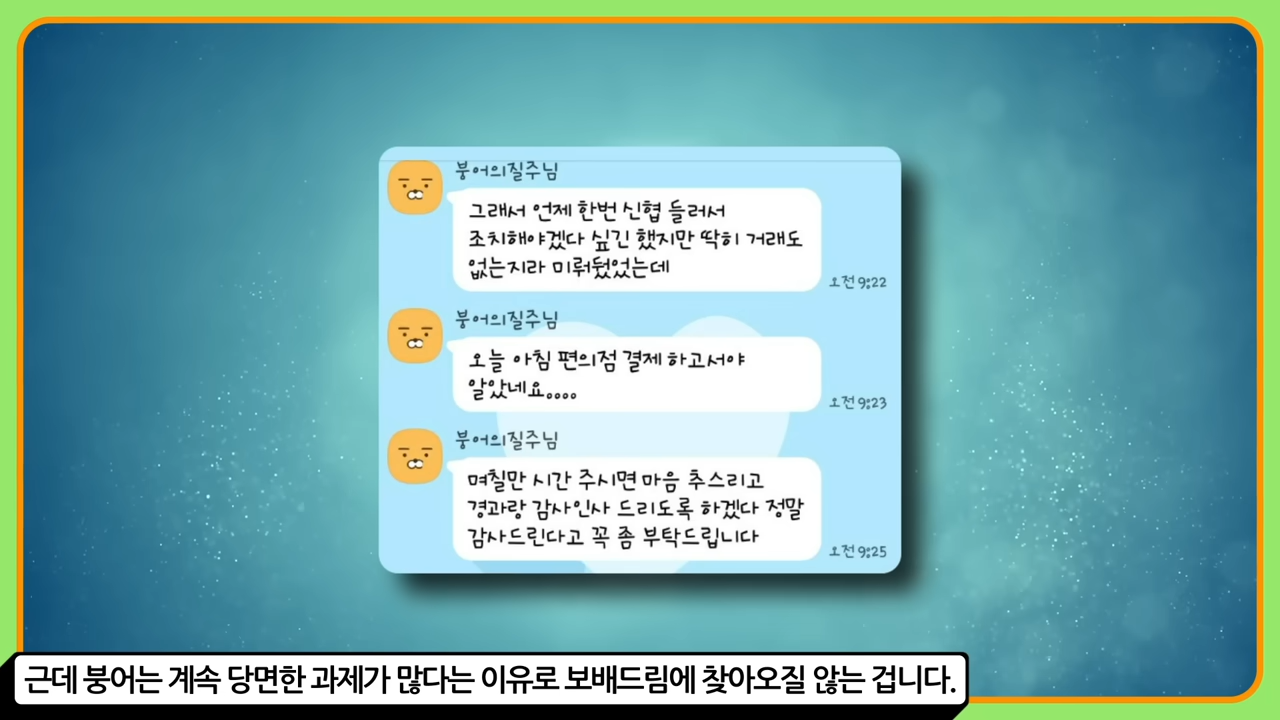 붕어의질주님
그래서 언제 한번 신협 들러서
조치해야겠다 싶긴 했지만 딱히 거래도
없는지라 미뤄뒀었는데
오전 9:22
붕어의질주님
오늘 아침 편의점 결제 하고서야
알았네요....
오전 9:23
붕어의질주님
며칠만 시간 주시면 마음 추스리고
경과랑 감사인사 드리도록 하겠다 정말
감사드린다고 꼭 좀 부탁드립니다
오전 9:25
근데 붕어는 계속 당면한 과제가 많다는 이유로 보배드림에 찾아오질 않는 겁니다.